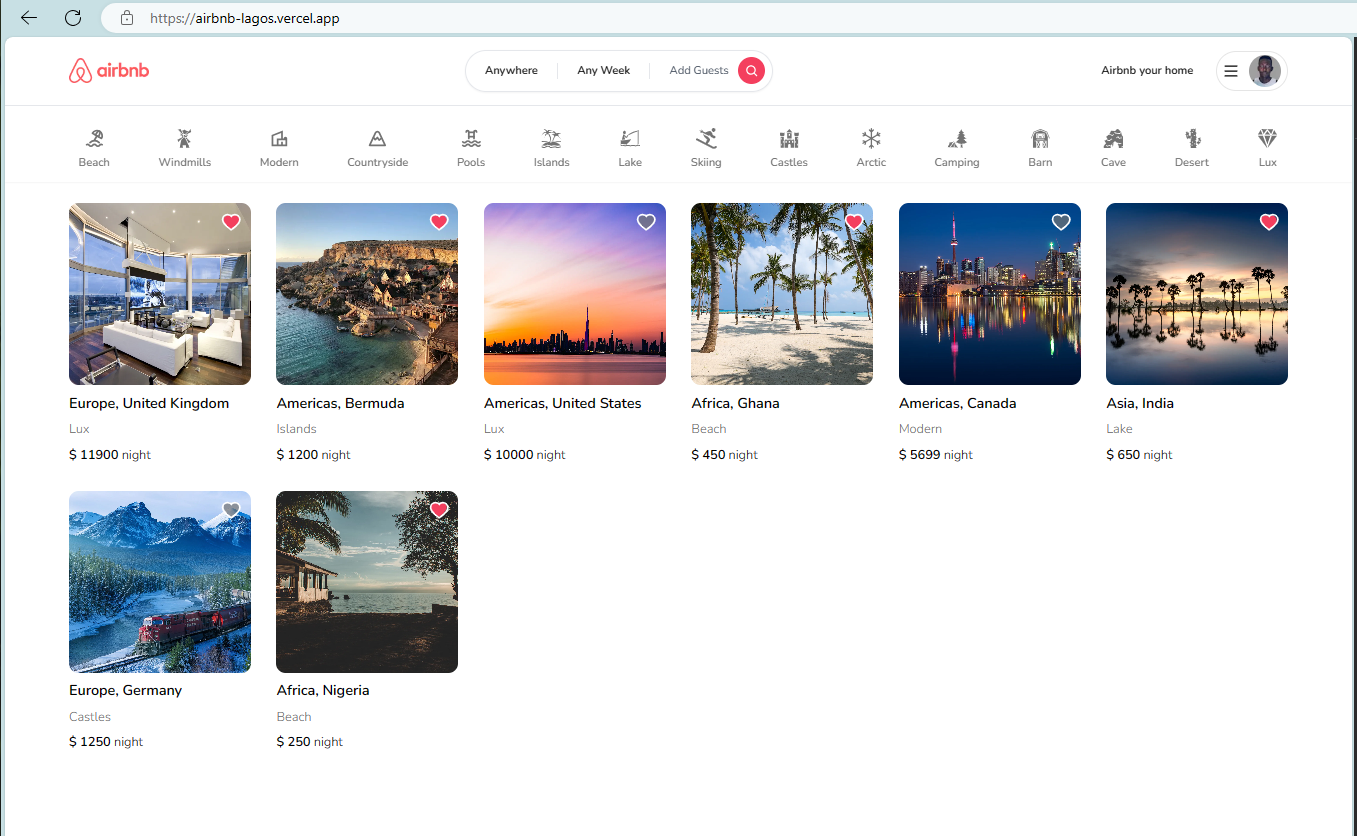 https://airbnb-lagos.vercel.app
airbnb
Anywhere Any Week Add Guests
Airbnb your home
Beach Windmills Modern Countryside Pools Islands Lake Skiing Castles Arctic Camping Barn Cave Desert Lux
Europe, United Kingdom
Lux
$ 11900 night
Americas, Bermuda
Islands
$ 1200 night
Americas, United States
Lux
$ 10000 night
Africa, Ghana
Beach
$ 450 night
Americas, Canada
Modern
$ 5699 night
Asia, India
Lake
$ 650 night
Europe, Germany
Castles
$ 1250 night
Africa, Nigeria
Beach
$ 250 night